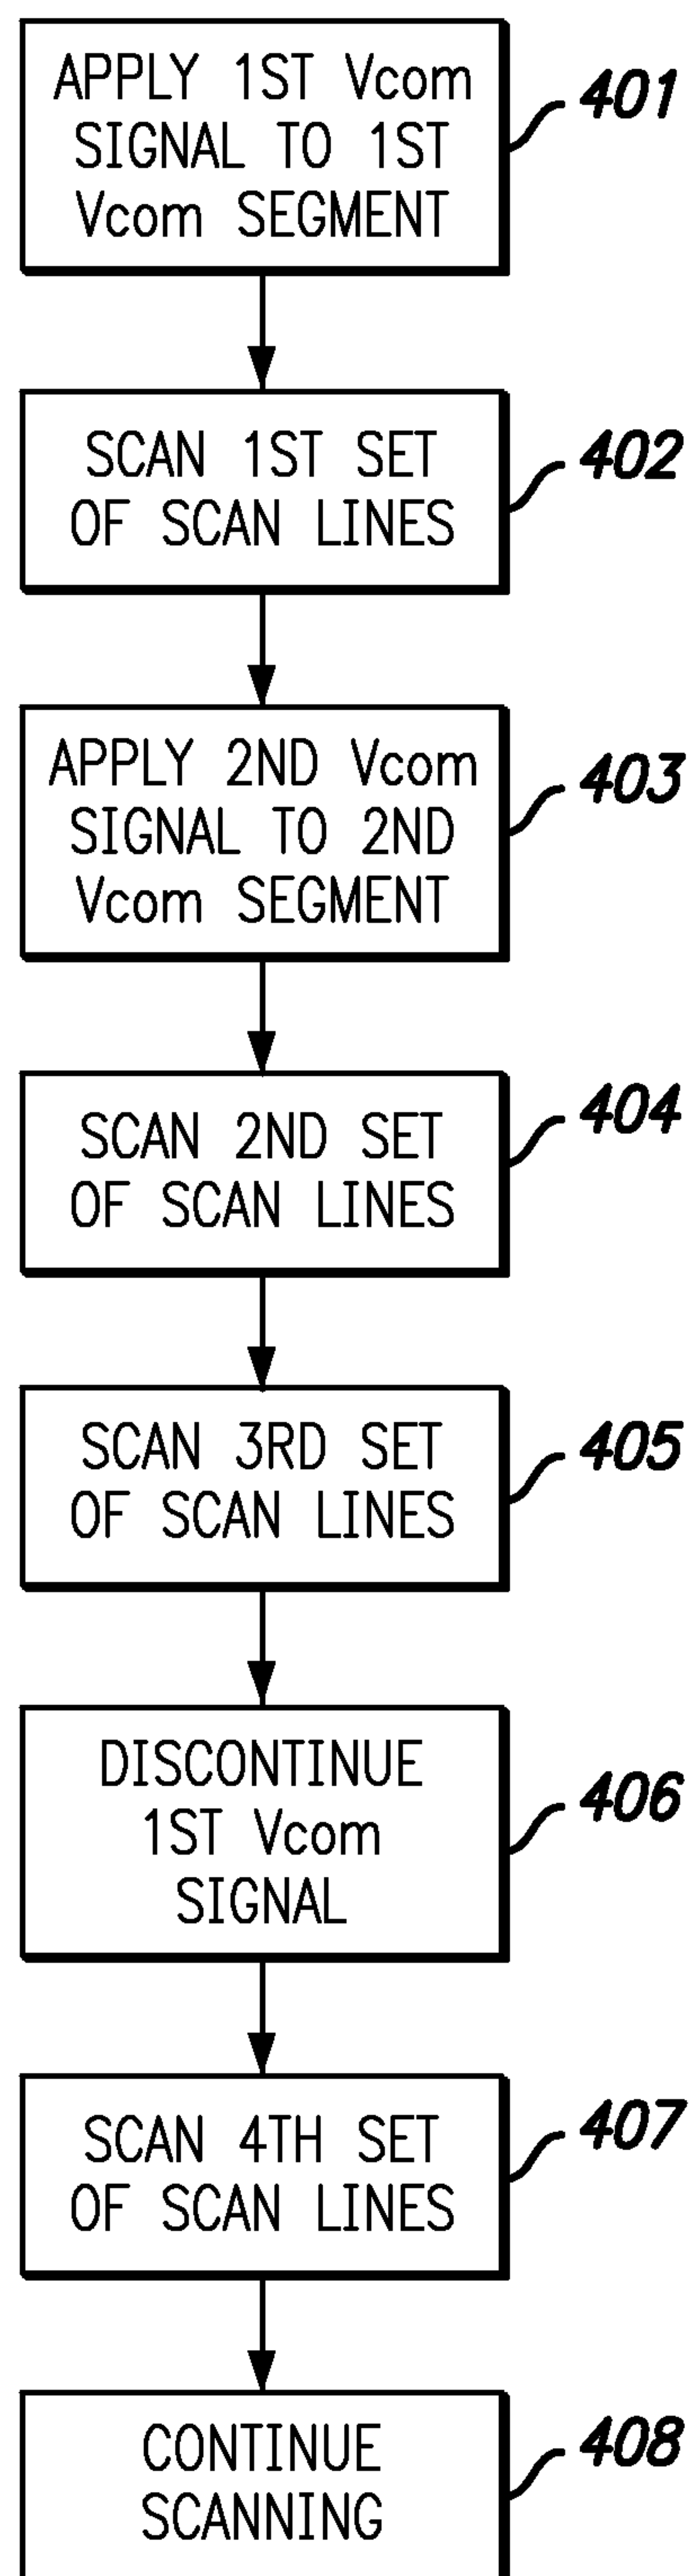 APPLY 1ST Vcom
SIGNAL TO 1ST
Vcom SEGMENT
401
SCAN 1ST SET
OF SCAN LINES
402
APPLY 2ND Vcom
SIGNAL TO 2ND
Vcom SEGMENT
403
SCAN 2ND SET
OF SCAN LINES
404
SCAN 3RD SET
OF SCAN LINES
405
DISCONTINUE
1ST Vcom
SIGNAL
406
SCAN 4TH SET
OF SCAN LINES
407
CONTINUE
SCANNING
408